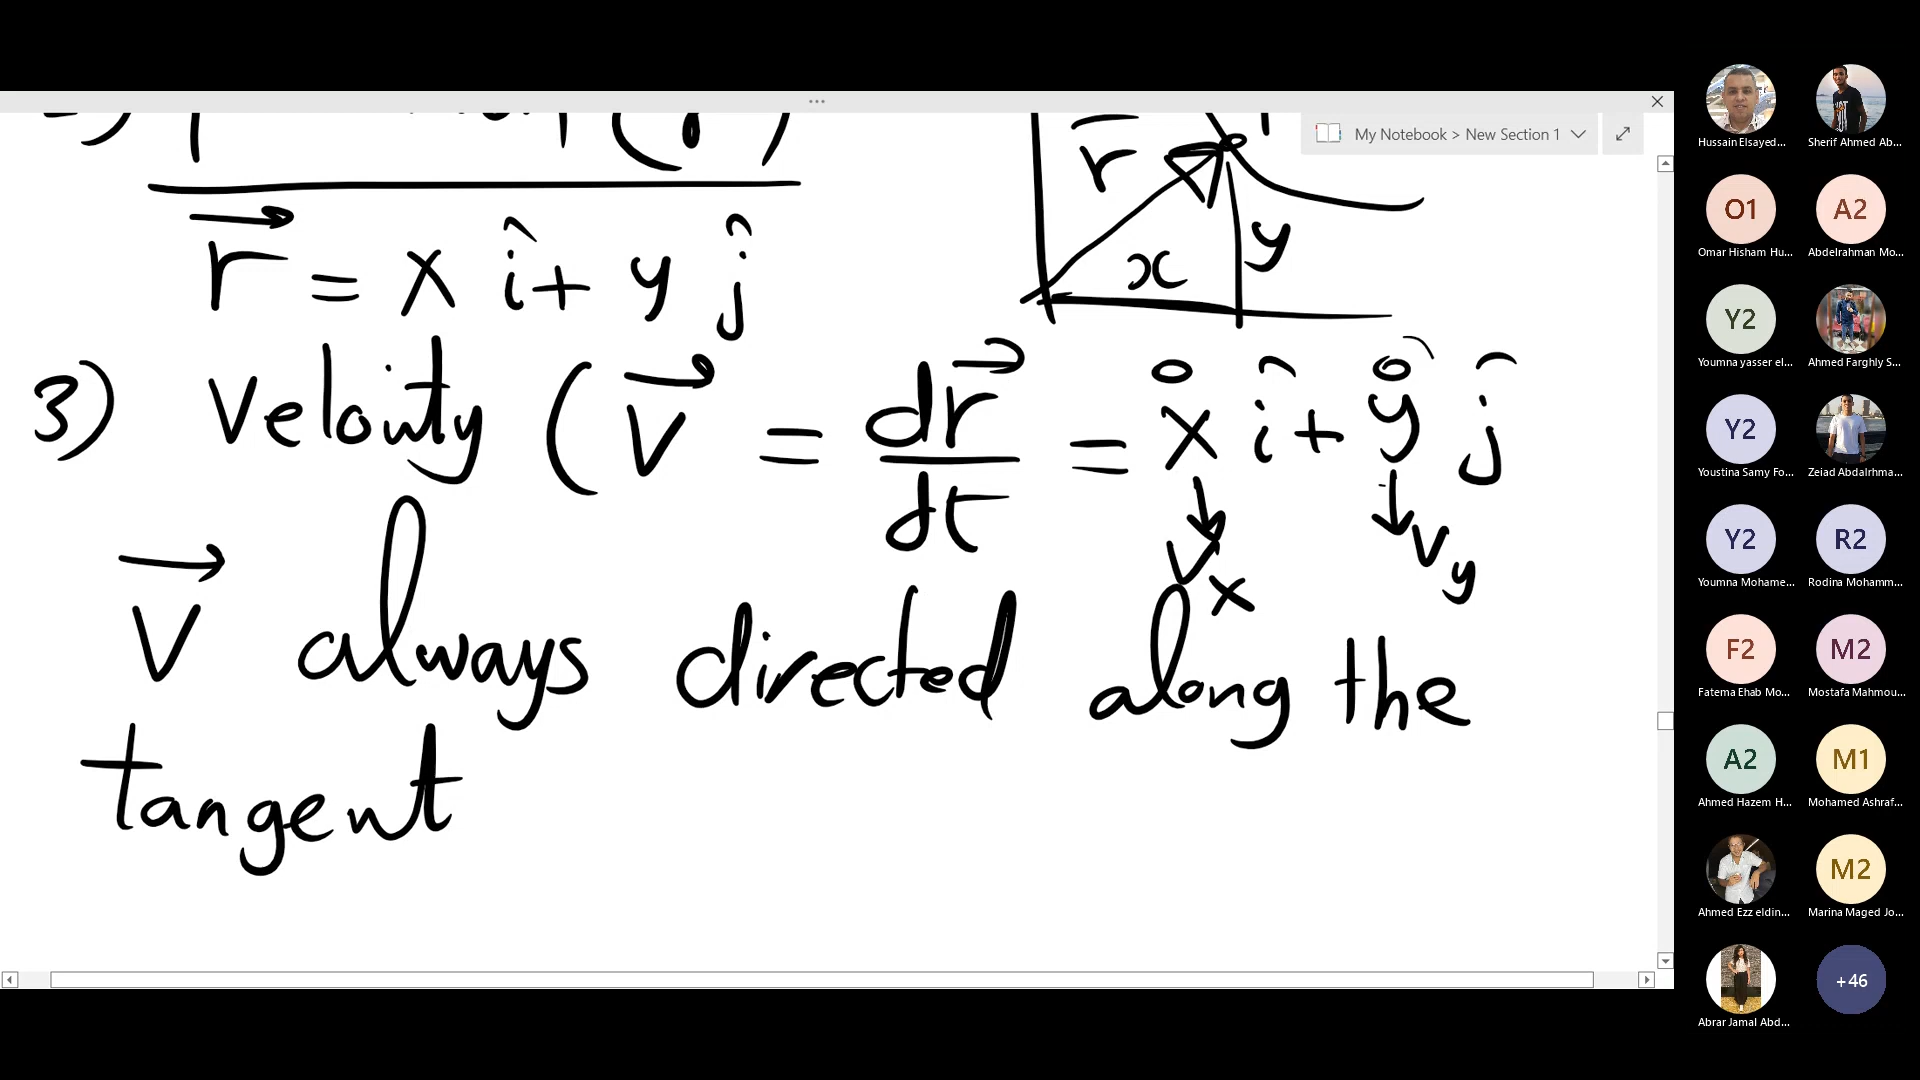 My Notebook > New Section 1
r
x
y
r⃗ = x î + y ĵ
3) Velocity (v⃗ = dr⃗/dt = ẋ î + ẏ ĵ
Vx Vy
V⃗ always directed along the
tangent
Hussain Elsayed...
Sherif Ahmed Ab...
O1
A2
Omar Hisham Hu...
Abdelrahman Mo...
Y2
Youmna yasser el...
Ahmed Farghly S...
Y2
Youstina Samy Fo...
Zeiad Abdalrhma...
Y2
R2
Youmna Mohame...
Rodina Mohamm...
F2
M2
Fatema Ehab Mo...
Mostafa Mahmou...
A2
M1
Ahmed Hazem H...
Mohamed Ashraf...
M2
Ahmed Ezz eldin...
Marina Maged Jo...
+46
Abrar Jamal Abd...